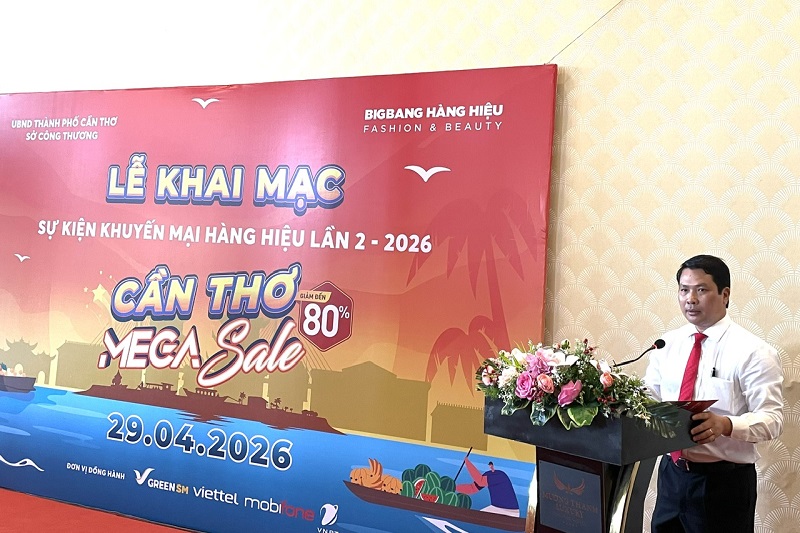 UBND THÀNH PHỐ CẦN THƠ
SỞ CÔNG THƯƠNG
BIGBANG HÀNG HIỆU
FASHION & BEAUTY
LỄ KHAI MẠC
SỰ KIỆN KHUYẾN MẠI HÀNG HIỆU LẦN 2 - 2026
CẦN THƠ
GIẢM ĐẾN
80%
MEGA Sale
29.04.2026
ĐƠN VỊ ĐỒNG HÀNH
GREEN SM
viettel
mobifone